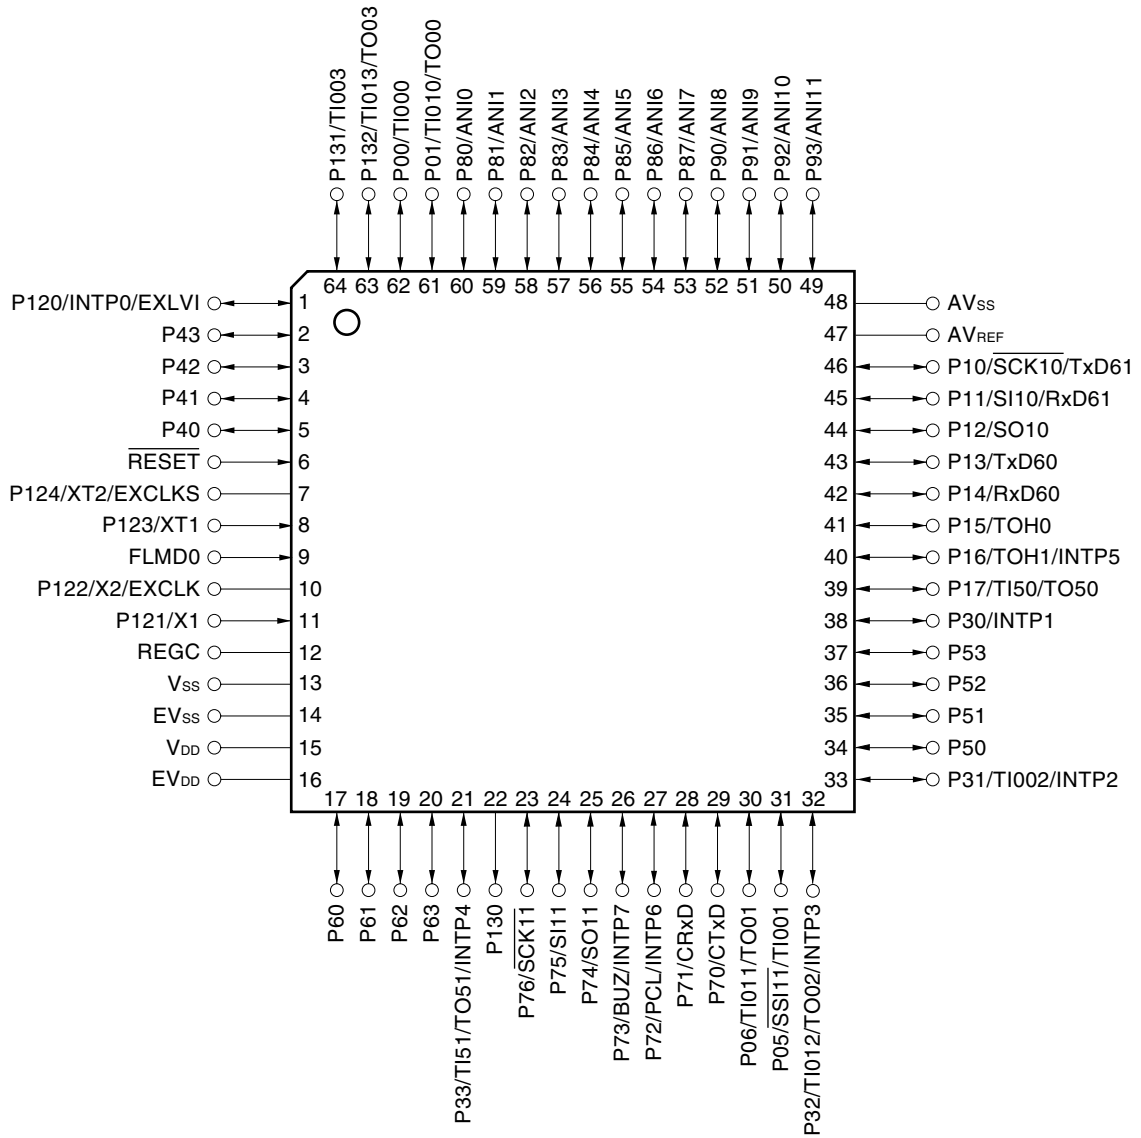 P131/TI003
P132/TI013/TO03
P00/TI000
P01/TI010/TO00
P80/ANI0
P81/ANI1
P82/ANI2
P83/ANI3
P84/ANI4
P85/ANI5
P86/ANI6
P87/ANI7
P90/ANI8
P91/ANI9
P92/ANI10
P93/ANI11
64 63 62 61 60 59 58 57 56 55 54 53 52 51 50 49
P120/INTP0/EXLVI 1
P43 2
P42 3
P41 4
P40 5
RESET 6
P124/XT2/EXCLKS 7
P123/XT1 8
FLMD0 9
P122/X2/EXCLK 10
P121/X1 11
REGC 12
VSS 13
EVSS 14
VDD 15
EVDD 16
48 AVSS
47 AVREF
46 P10/SCK10/TxD61
45 P11/SI10/RxD61
44 P12/SO10
43 P13/TxD60
42 P14/RxD60
41 P15/TOH0
40 P16/TOH1/INTP5
39 P17/TI50/TO50
38 P30/INTP1
37 P53
36 P52
35 P51
34 P50
33 P31/TI002/INTP2
17 18 19 20 21 22 23 24 25 26 27 28 29 30 31 32
P60
P61
P62
P63
P33/TI51/TO51/INTP4
P130
P76/SCK11
P75/SI11
P74/SO11
P73/BUZ/INTP7
P72/PCL/INTP6
P71/CRxD
P70/CTxD
P06/TI011/TO01
P05/SSI11/TI001
P32/TI012/TO02/INTP3